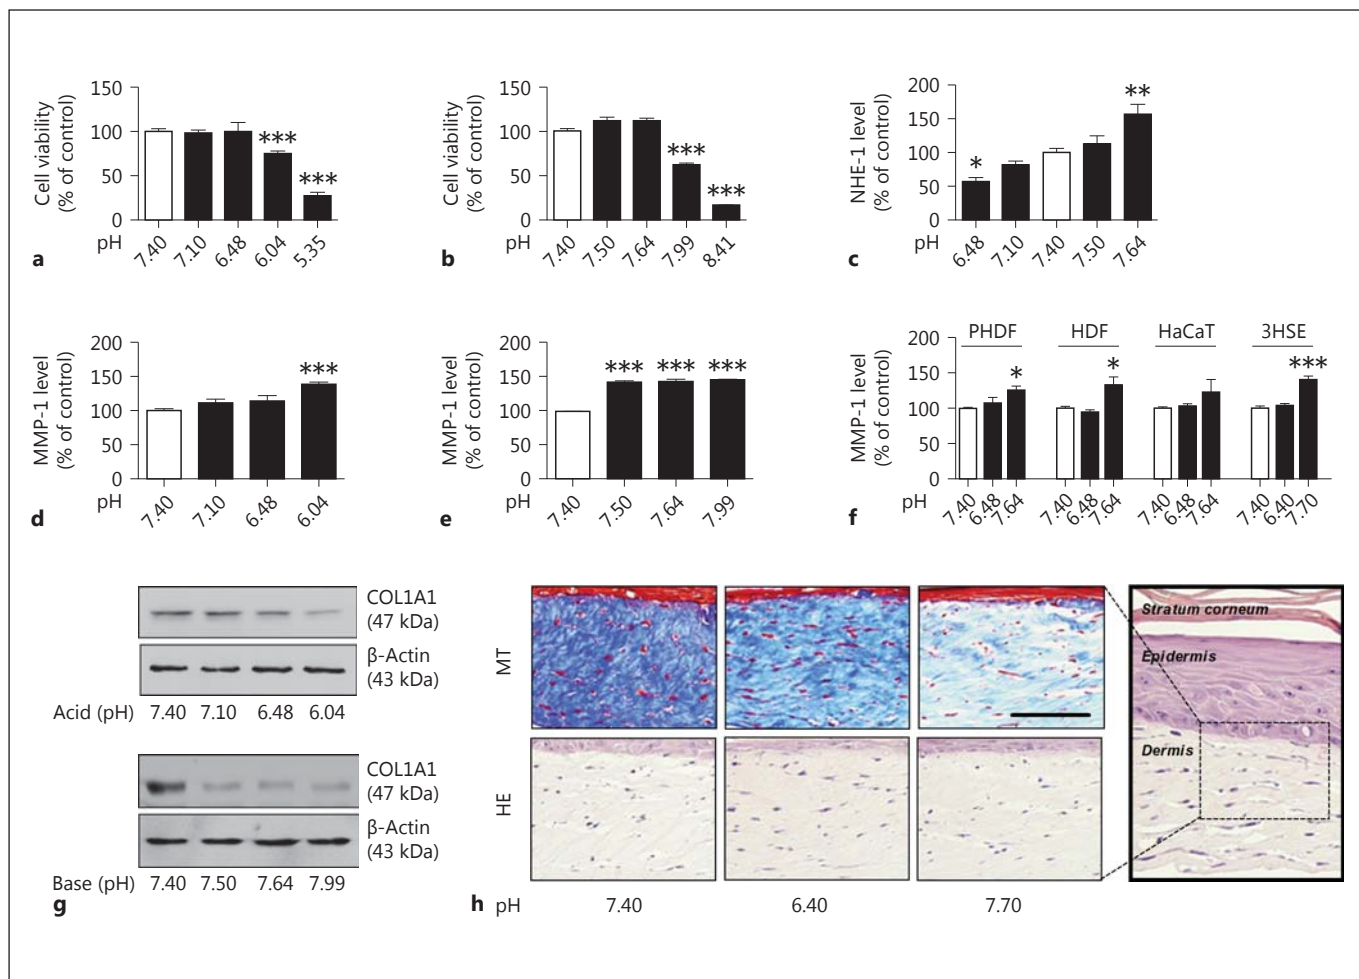 Cell viability
(% of control)
150
100
50
0
***
***
pH
7.40
7.10
6.48
6.04
5.35
a
Cell viability
(% of control)
150
100
50
0
***
***
7.40
7.50
7.64
7.99
8.41
b
NHE-1 level
(% of control)
200
150
100
50
0
*
**
6.48
7.10
7.40
7.50
7.64
c
MMP-1 level
(% of control)
200
150
100
50
0
***
pH
7.40
7.10
6.48
6.04
d
MMP-1 level
(% of control)
200
150
100
50
0
*** *** ***
pH
7.40
7.50
7.64
7.99
e
PHDF HDF HaCaT 3HSE
MMP-1 level
(% of control)
200
150
100
50
0
*
*
***
pH
7.40
6.48
7.64
7.40
6.48
7.64
7.40
6.48
7.64
7.40
6.40
7.70
f
COL1A1
(47 kDa)
β-Actin
(43 kDa)
Acid (pH) 7.40 7.10 6.48 6.04
COL1A1
(47 kDa)
β-Actin
(43 kDa)
Base (pH) 7.40 7.50 7.64 7.99
g
MT
HE
Stratum corneum
Epidermis
Dermis
h pH 7.40 6.40 7.70